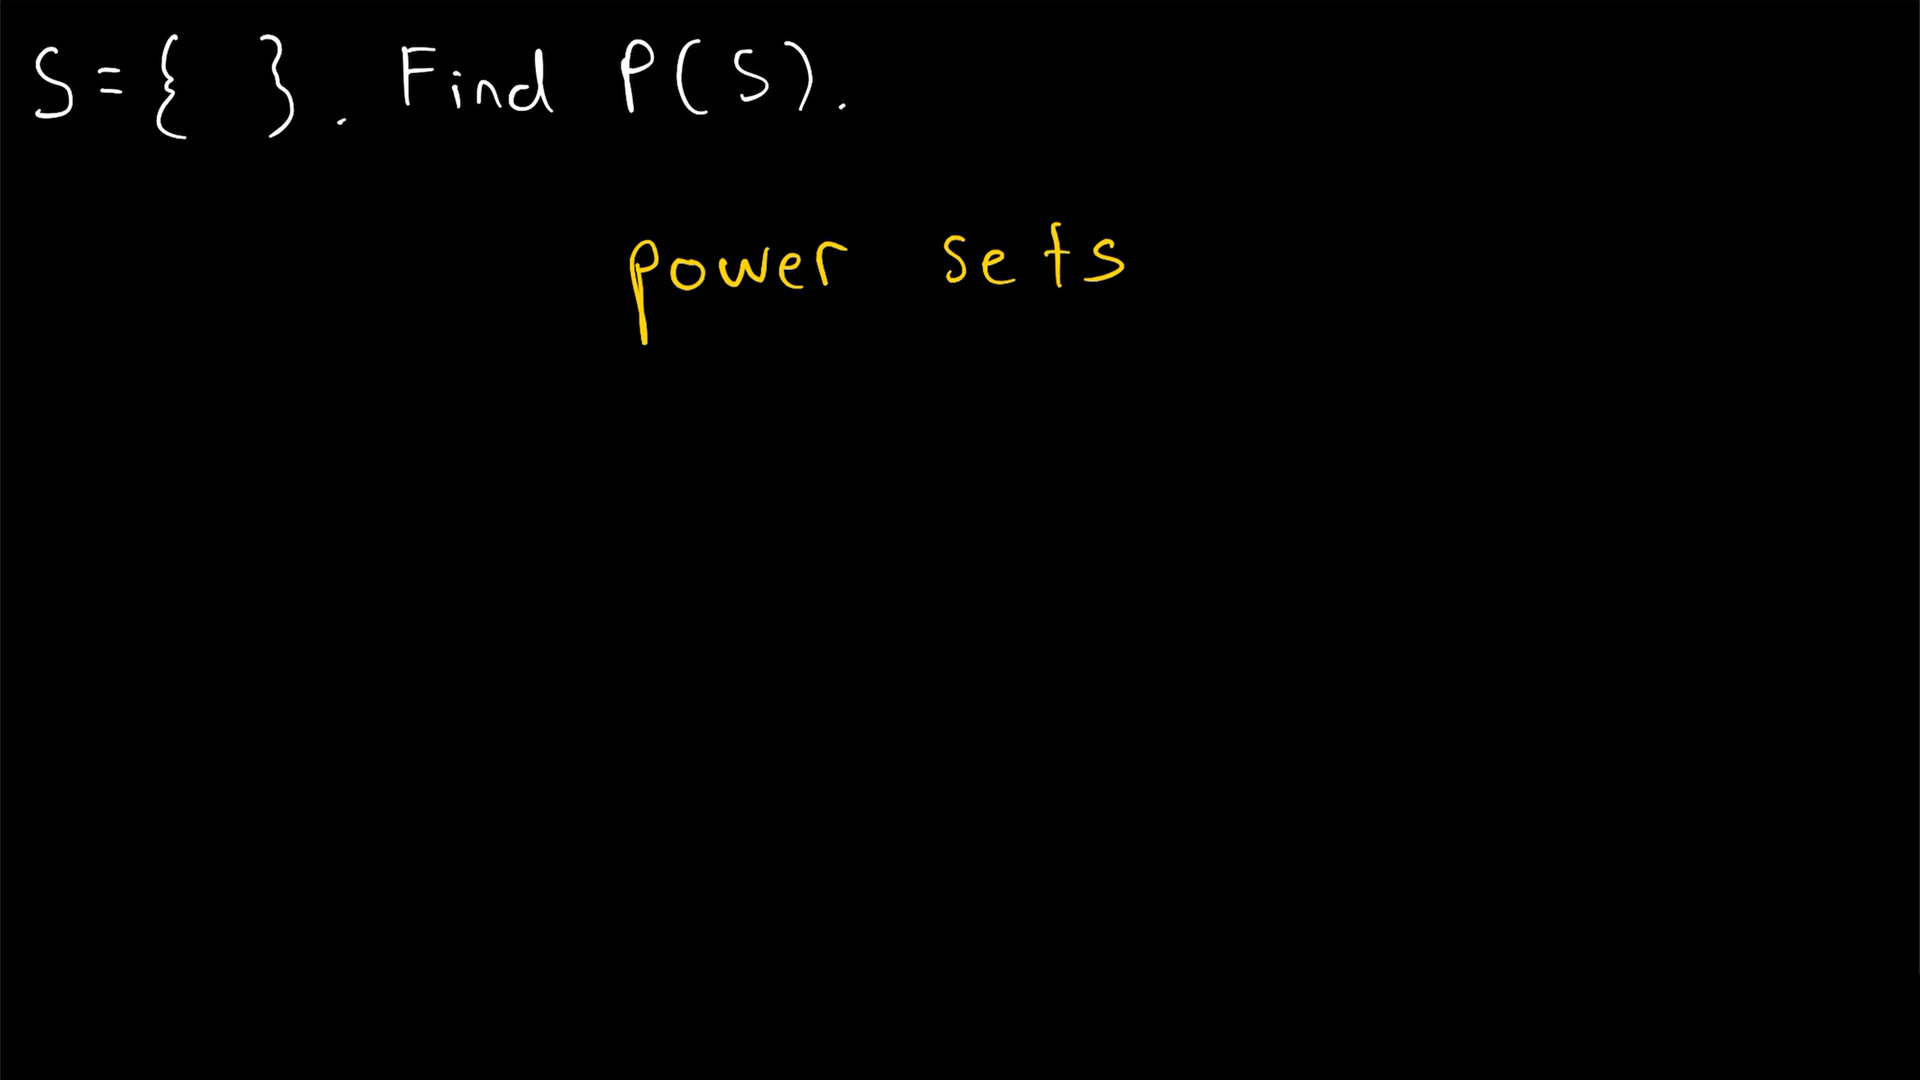 S = { }. Find P(S).
power sets